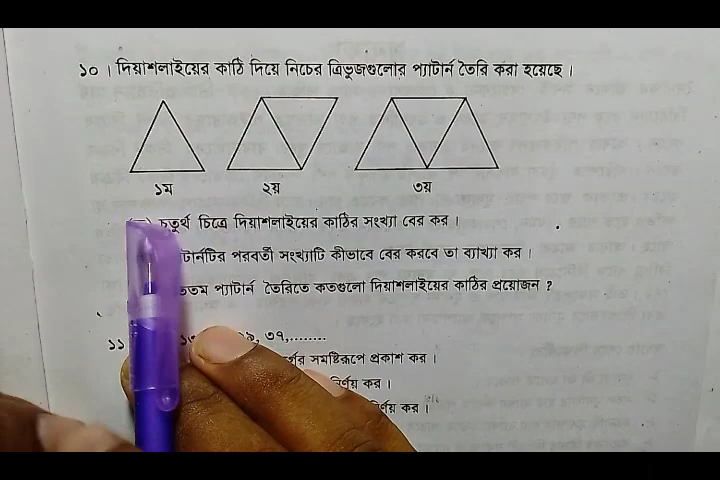 ১০ । দিয়াশলাইয়ের কাঠি দিয়ে নিচের ত্রিভুজগুলোর প্যাটার্ন তৈরি করা হয়েছে ।
১ম ২য় ৩য়
চতুর্থ চিত্রে দিয়াশলাইয়ের কাঠির সংখ্যা বের কর ।
টার্নটির পরবর্তী সংখ্যাটি কীভাবে বের করবে তা ব্যাখ্যা কর ।
তম প্যাটার্ন তৈরিতে কতগুলো দিয়াশলাইয়ের কাঠির প্রয়োজন ?
১১ ৩৭,........
সমষ্টিরূপে প্রকাশ কর ।
নির্ণয় কর ।
কর ।